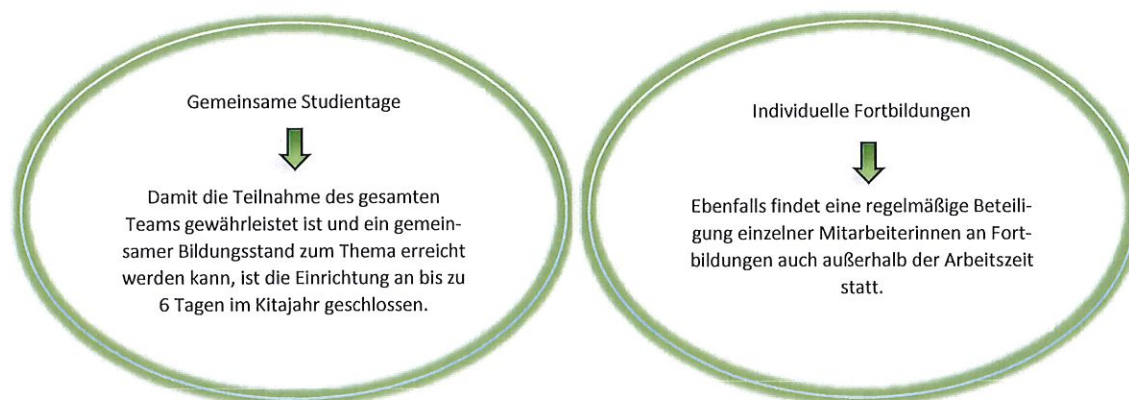 Gemeinsame Studientage
Damit die Teilnahme des gesamten
Teams gewährleistet ist und ein gemein-
samer Bildungsstand zum Thema erreicht
werden kann, ist die Einrichtung an bis zu
6 Tagen im Kitajahr geschlossen.
Individuelle Fortbildungen
Ebenfalls findet eine regelmäßige Beteili-
gung einzelner Mitarbeiterinnen an Fort-
bildungen auch außerhalb der Arbeitszeit
statt.